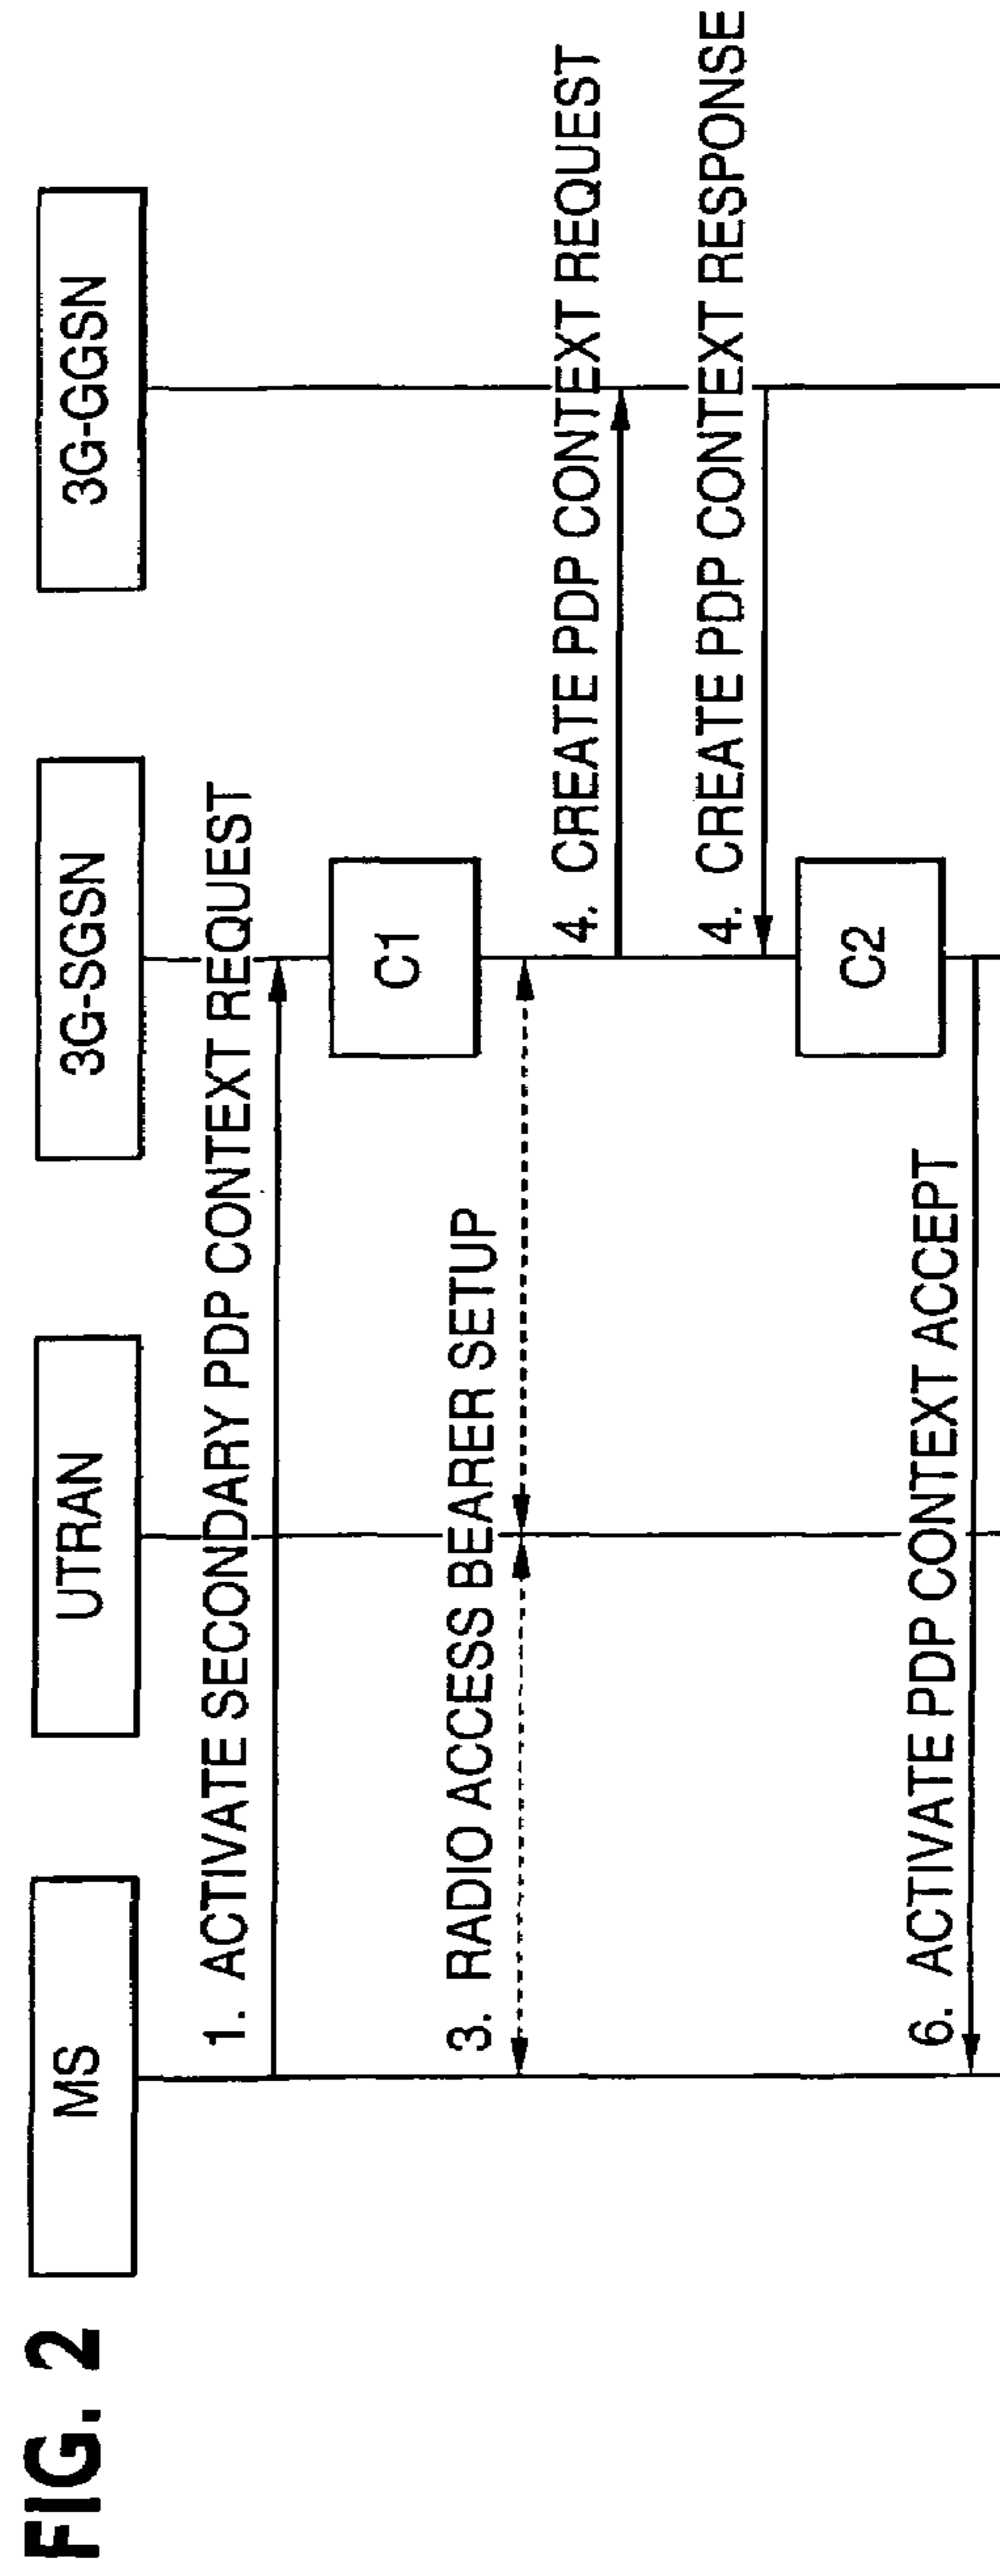 FIG. 2
MS
UTRAN
3G-SGSN
3G-GGSN
1. ACTIVATE SECONDARY PDP CONTEXT REQUEST
C1
3. RADIO ACCESS BEARER SETUP
4. CREATE PDP CONTEXT REQUEST
4. CREATE PDP CONTEXT RESPONSE
C2
6. ACTIVATE PDP CONTEXT ACCEPT